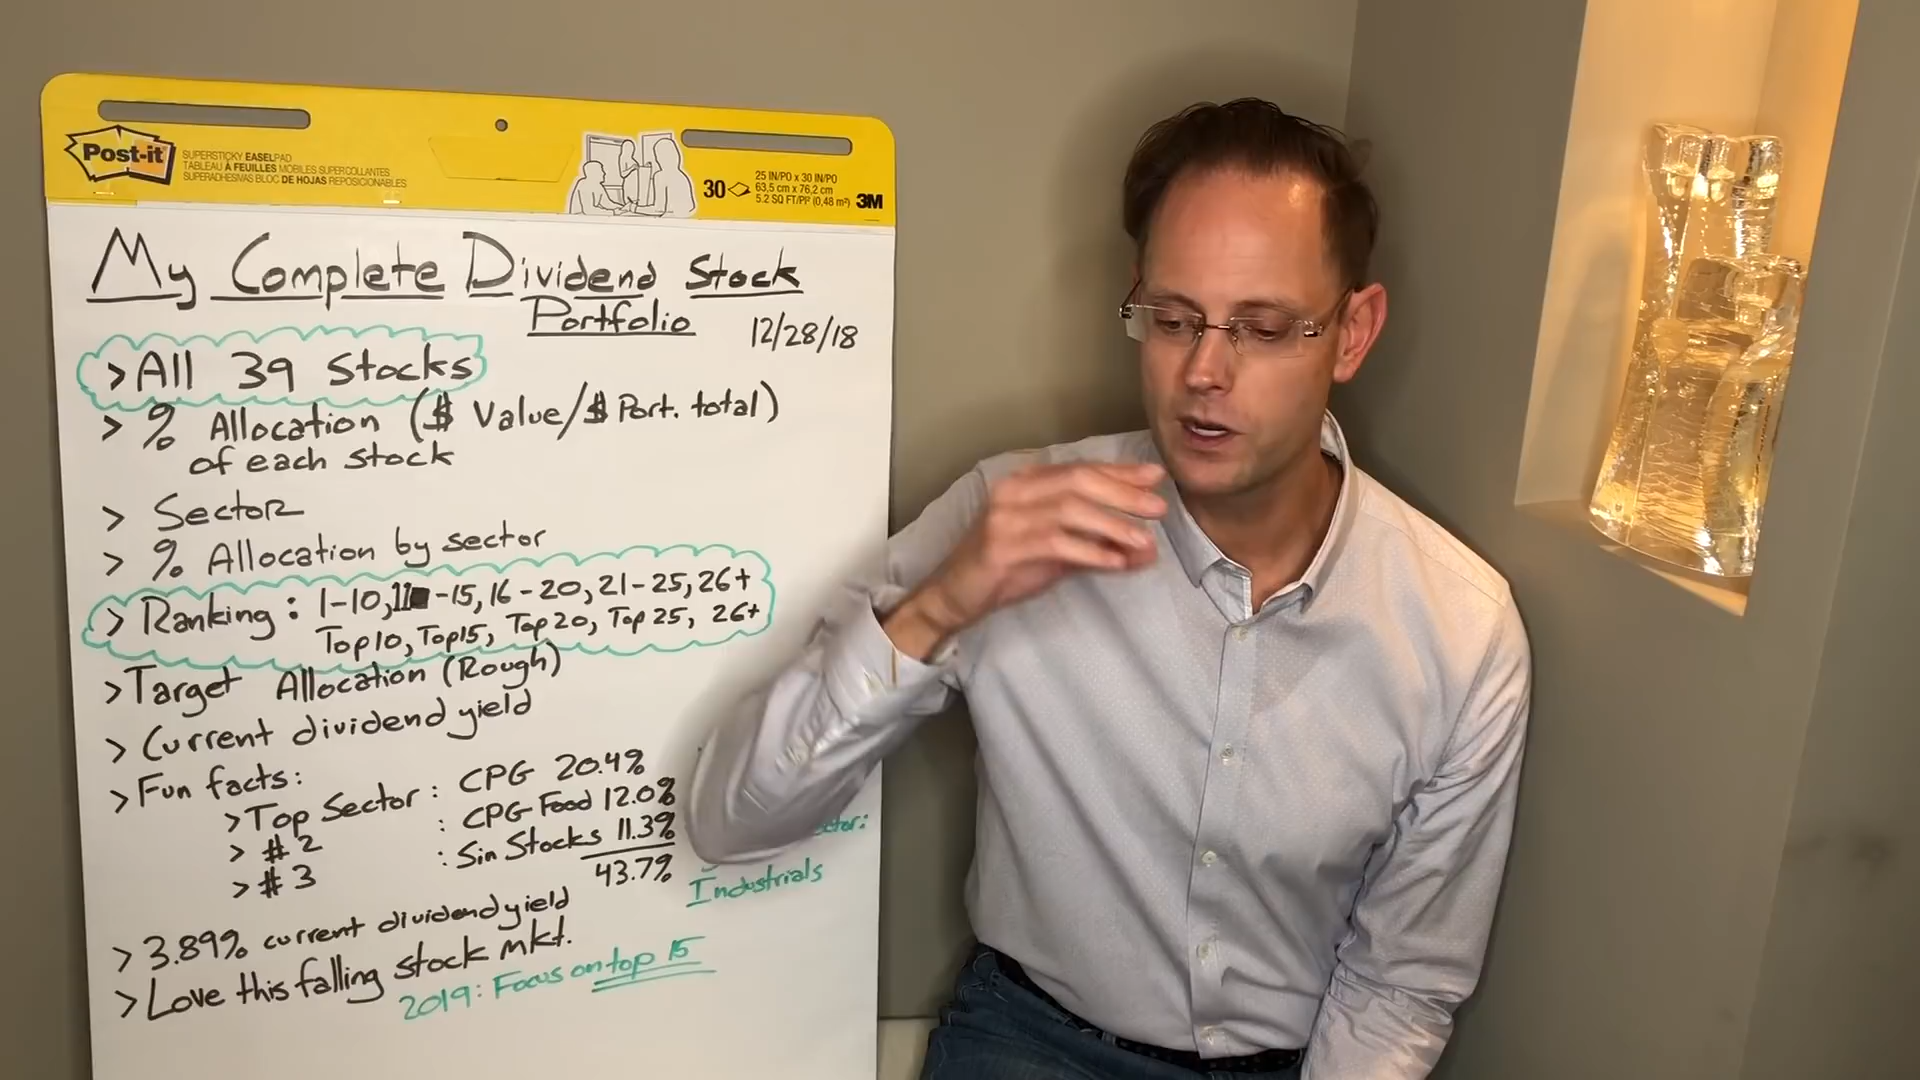 Post-it
SUPERSTICKY EASELPAD
TABLEAU À FEUILLES MOBILES SUPERCOLLANTES
SUPERADHESIVAS BLOC DE HOJAS REPOSICIONABLES
30
25 IN/PO x 30 IN/PO
63,5 cm x 76,2 cm
5.2 SQ FT/PI² (0,48 m²)
3M
My Complete Dividend Stock
Portfolio
12/28/18
> All 39 Stocks
> % Allocation ($ Value/$ Port. total)
of each stock
> Sector
> % Allocation by sector
> Ranking: 1-10, 11-15, 16-20, 21-25, 26+
Top 10, Top 15, Top 20, Top 25, 26+
> Target Allocation (Rough)
> Current dividend yield
> Fun facts:
> Top Sector : CPG 20.4%
> #2 : CPG-Food 12.0%
> #3 : Sin Stocks 11.3%
43.7%
Industrials
> 3.89% current dividend yield
> Love this falling stock mkt.
2019: Focus on top 15